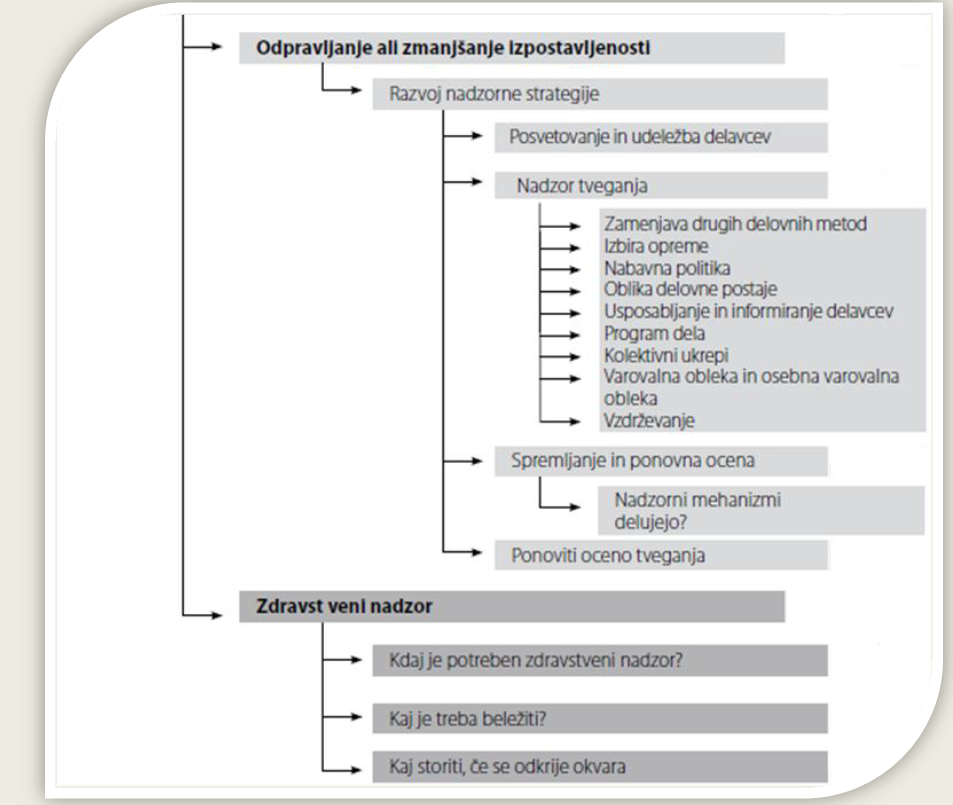 Odpravljanje ali zmanjšanje izpostavljenosti
Razvoj nadzorne strategije
Posvetovanje in udeležba delavcev
Nadzor tveganja
Zamenjava drugih delovnih metod
Izbira opreme
Nabavna politika
Oblika delovne postaje
Usposabljanje in informiranje delavcev
Program dela
Kolektivni ukrepi
Varovalna obleka in osebna varovalna
obleka
Vzdrževanje
Spremljanje in ponovna ocena
Nadzorni mehanizmi
delujejo?
Ponoviti oceno tveganja
Zdravst veni nadzor
Kdaj je potreben zdravstveni nadzor?
Kaj je treba beležiti?
Kaj storiti, če se odkrije okvara